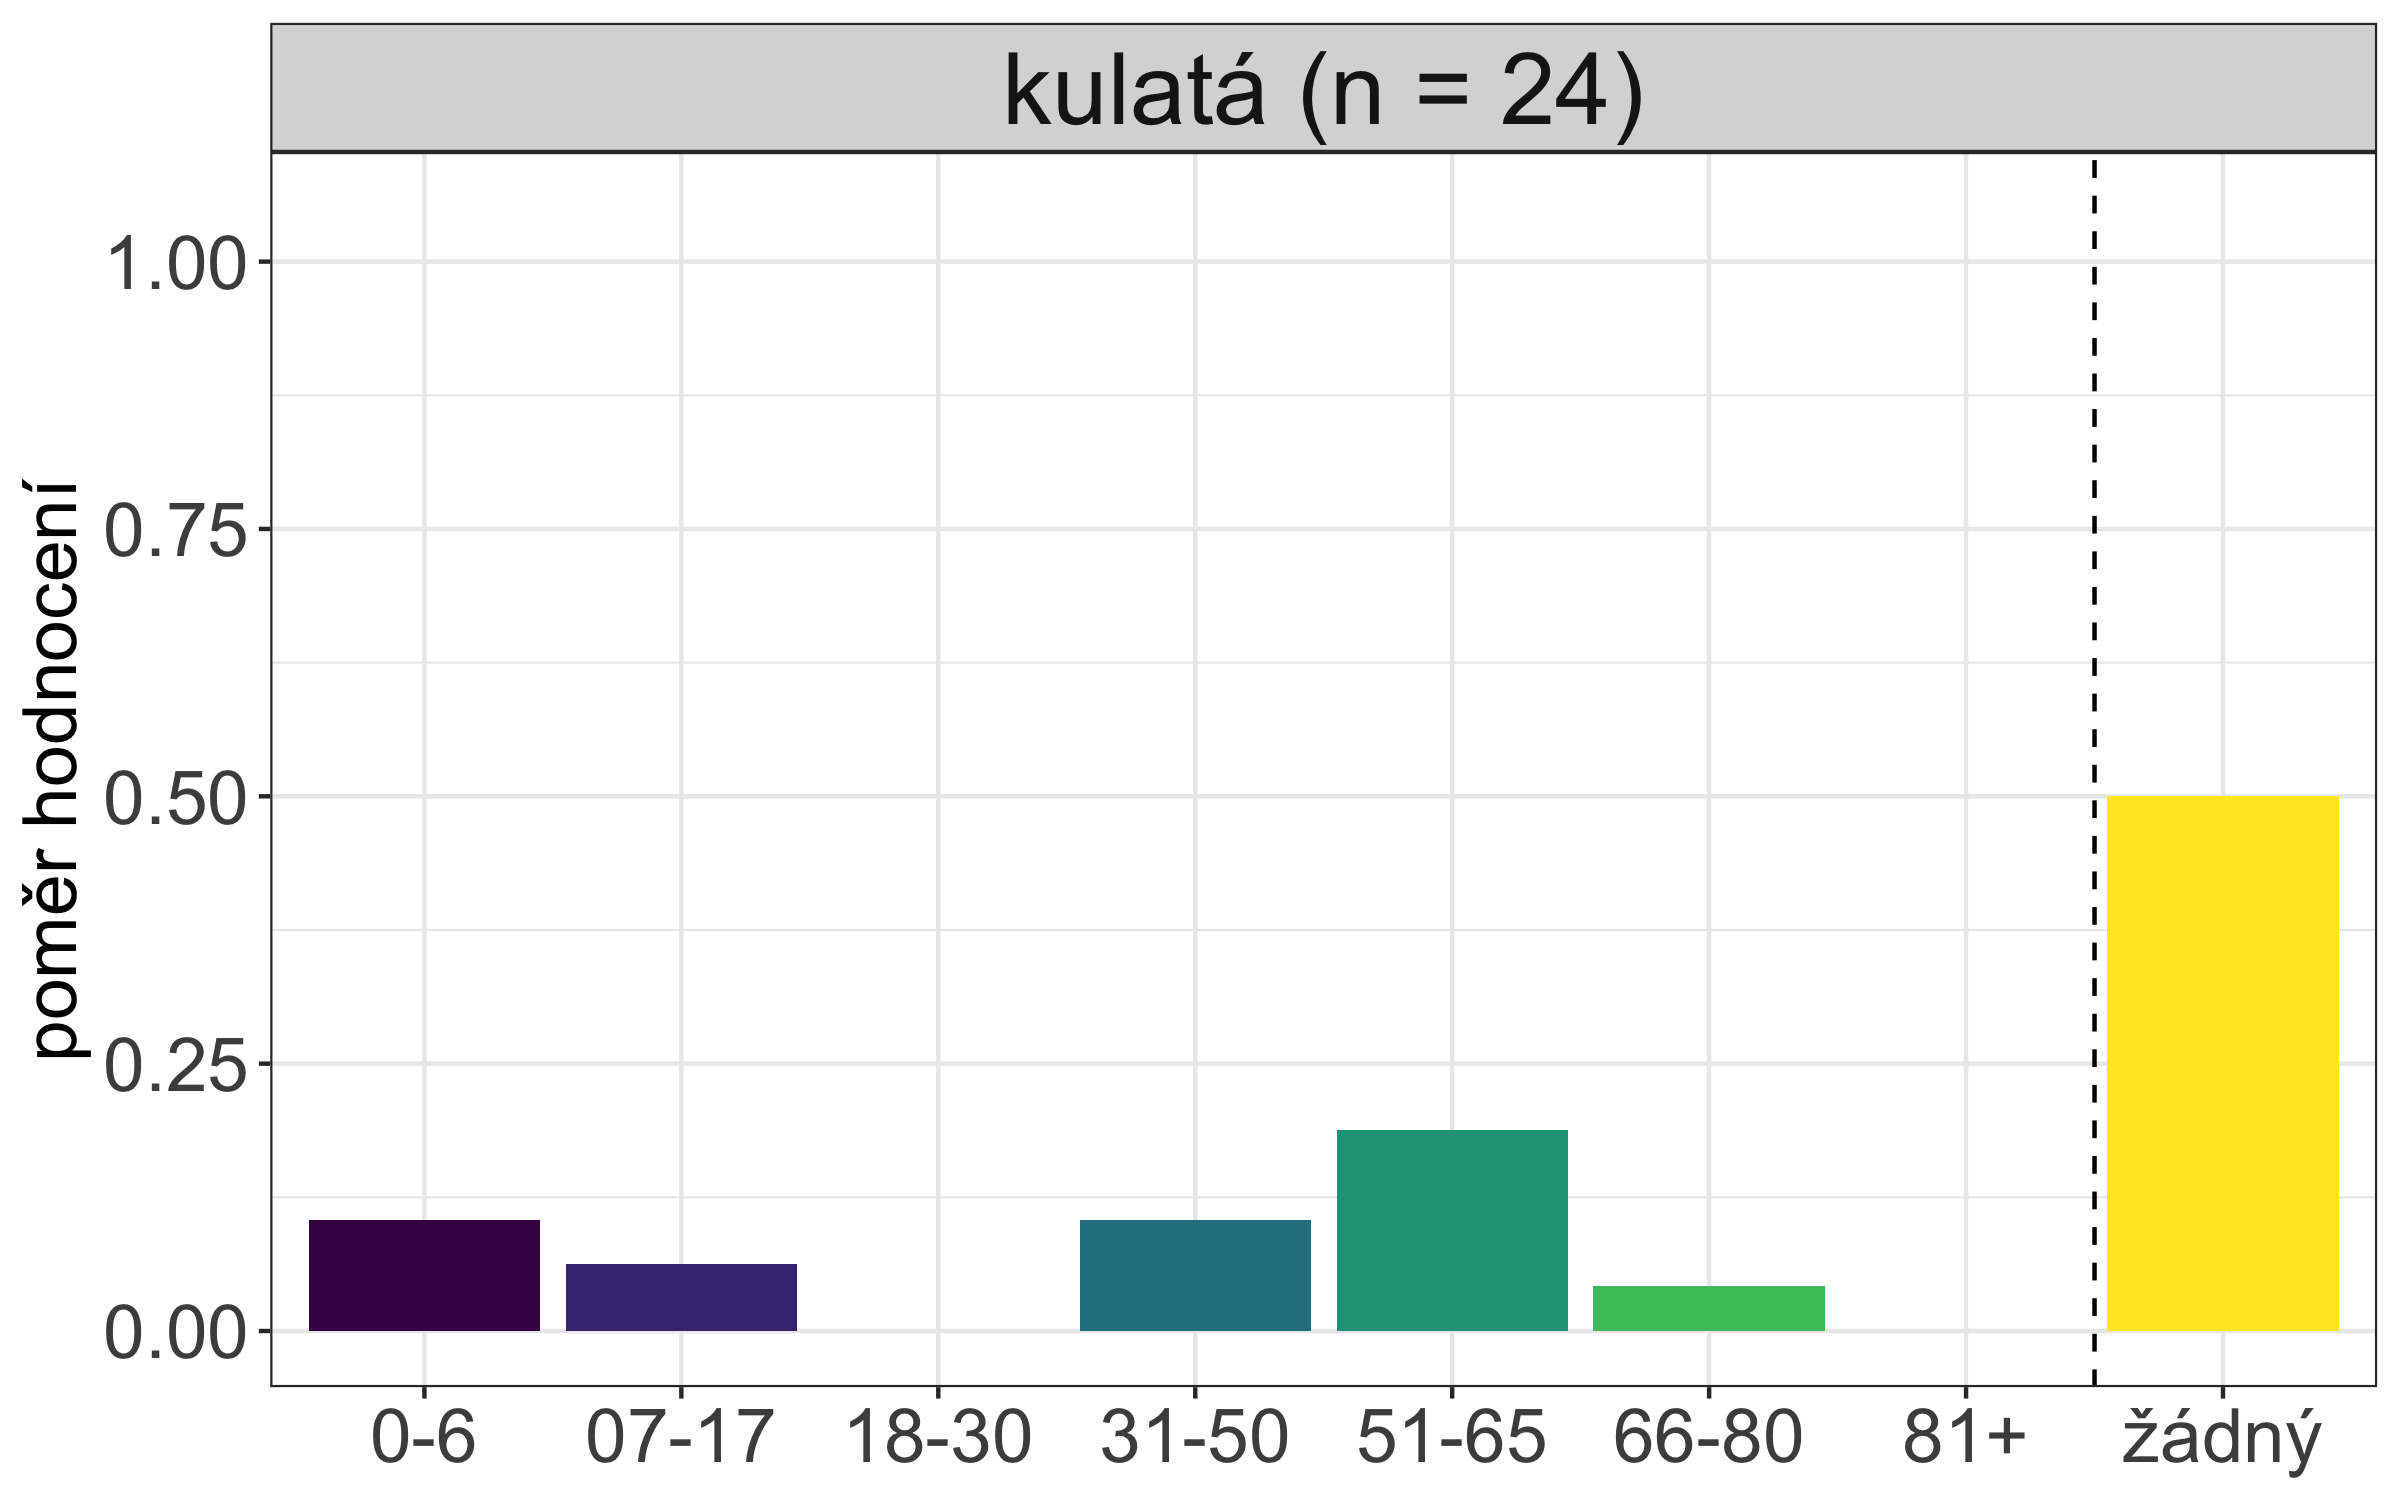 kulatá (n = 24)
poměr hodnocení
1.00
0.75
0.50
0.25
0.00
0-6 07-17 18-30 31-50 51-65 66-80 81+ žádný